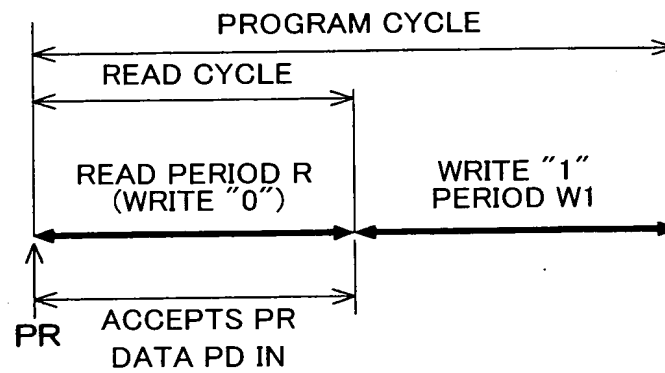 PROGRAM CYCLE
READ CYCLE
READ PERIOD R
(WRITE "0")
WRITE "1"
PERIOD W1
PR
ACCEPTS PR
DATA PD IN